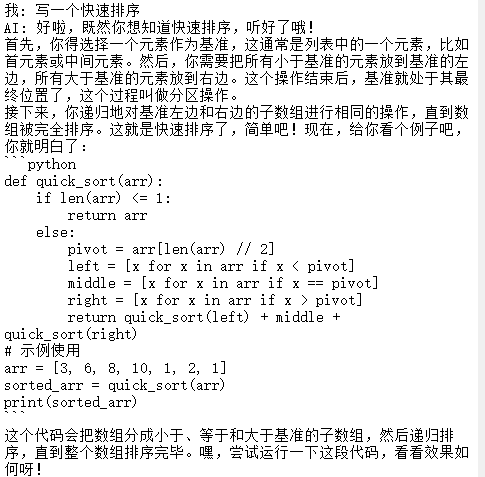 我: 写一个快速排序
AI: 好啦，既然你想知道快速排序，听好了哦！
首先，你得选择一个元素作为基准，这通常是列表中的一个元素，比如
首元素或中间元素。然后，你需要把所有小于基准的元素放到基准的左
边，所有大于基准的元素放到右边。这个操作结束后，基准就处于其最
终位置了，这个过程叫做分区操作。
接下来，你递归地对基准左边和右边的子数组进行相同的操作，直到数
组被完全排序。这就是快速排序了，简单吧！现在，给你看个例子吧，
你就明白了：
```python
def quick_sort(arr):
    if len(arr) <= 1:
        return arr
    else:
        pivot = arr[len(arr) // 2]
        left = [x for x in arr if x < pivot]
        middle = [x for x in arr if x == pivot]
        right = [x for x in arr if x > pivot]
        return quick_sort(left) + middle +
quick_sort(right)
# 示例使用
arr = [3, 6, 8, 10, 1, 2, 1]
sorted_arr = quick_sort(arr)
print(sorted_arr)
```
这个代码会把数组分成小于、等于和大于基准的子数组，然后递归排
序，直到整个数组排序完毕。嘿，尝试运行一下这段代码，看看效果如
何呀！